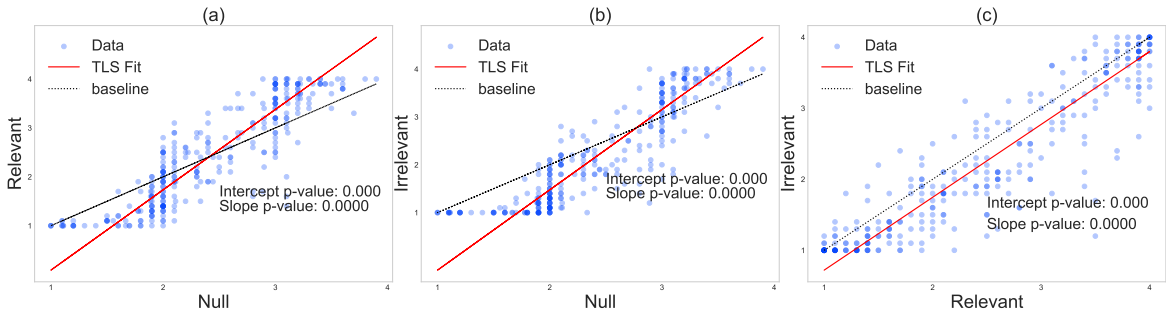 (a)
Data
TLS Fit
baseline
Intercept p-value: 0.000
Slope p-value: 0.0000
Relevant
4
3
2
1
1
2
3
4
Null
(b)
Data
TLS Fit
baseline
Intercept p-value: 0.000
Slope p-value: 0.0000
Irrelevant
4
3
2
1
1
2
3
4
Null
(c)
Data
TLS Fit
baseline
Intercept p-value: 0.000
Slope p-value: 0.0000
Irrelevant
4
3
2
1
1
2
3
4
Relevant